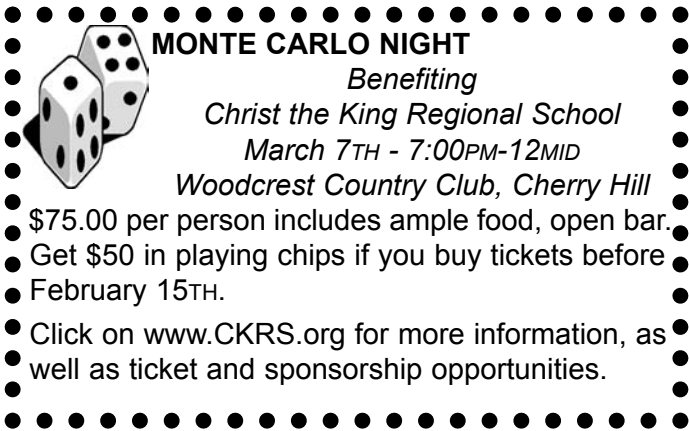 MONTE CARLO NIGHT
Benefiting
Christ the King Regional School
March 7TH - 7:00PM-12MID
Woodcrest Country Club, Cherry Hill
$75.00 per person includes ample food, open bar.
Get $50 in playing chips if you buy tickets before
February 15TH.
Click on www.CKRS.org for more information, as
well as ticket and sponsorship opportunities.